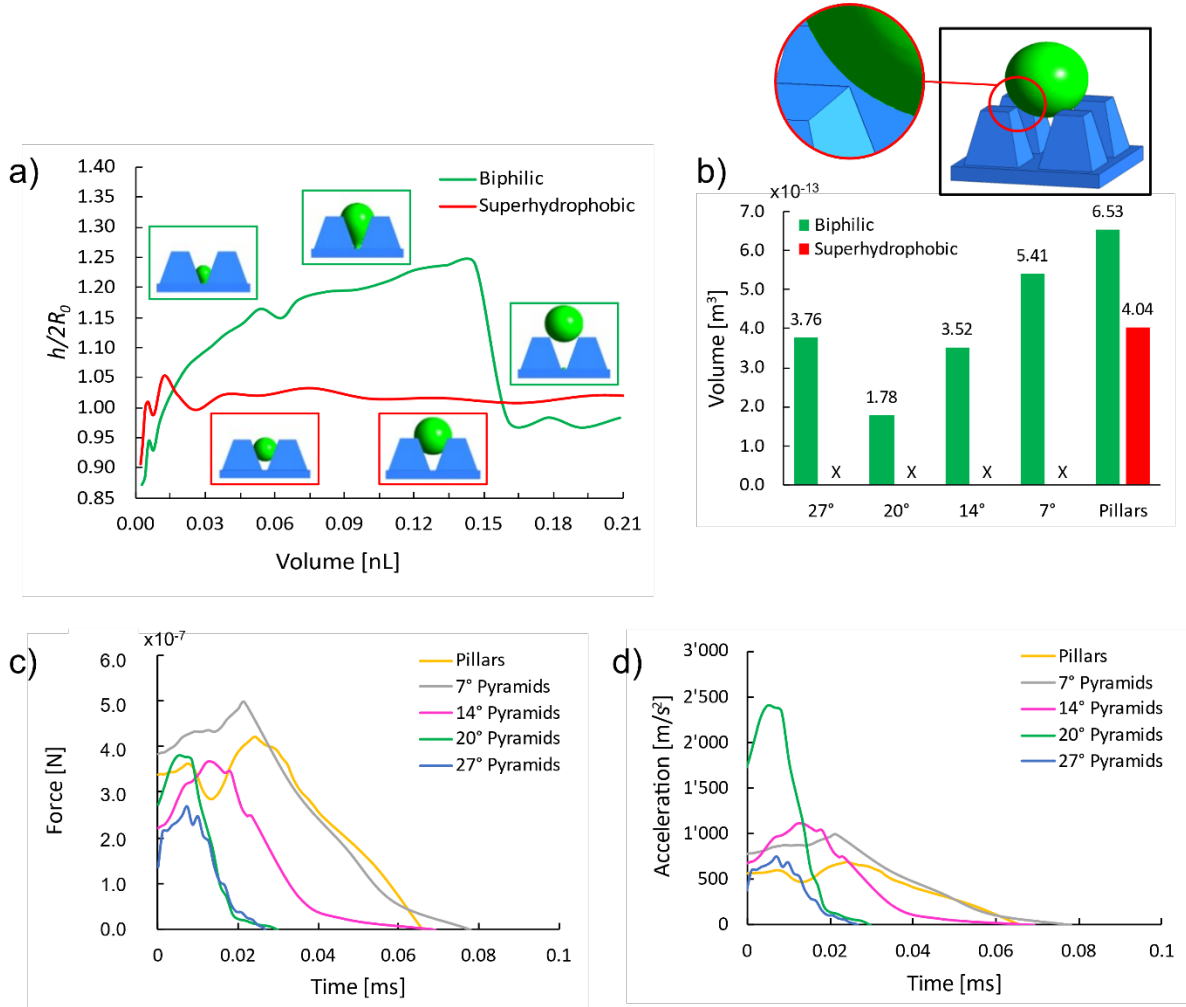 a)
1.40
1.35
1.30
1.25
1.20
1.15
1.10
1.05
1.00
0.95
0.90
0.85
h/2R0
Biphilic
Superhydrophobic
0.00 0.03 0.06 0.09 0.12 0.15 0.18 0.21
Volume [nL]
b)
x10-13
7.0
6.0
5.0
4.0
3.0
2.0
1.0
0.0
Volume [m3]
Biphilic
Superhydrophobic
3.76 X 1.78 X 3.52 X 5.41 X 6.53 4.04
27° 20° 14° 7° Pillars
c)
x10-7
6.0
5.0
4.0
3.0
2.0
1.0
0.0
Force [N]
Pillars
7° Pyramids
14° Pyramids
20° Pyramids
27° Pyramids
0 0.02 0.04 0.06 0.08 0.1
Time [ms]
d)
3'000
2'500
2'000
1'500
1'000
500
0
Acceleration [m/s2]
Pillars
7° Pyramids
14° Pyramids
20° Pyramids
27° Pyramids
0 0.02 0.04 0.06 0.08 0.1
Time [ms]